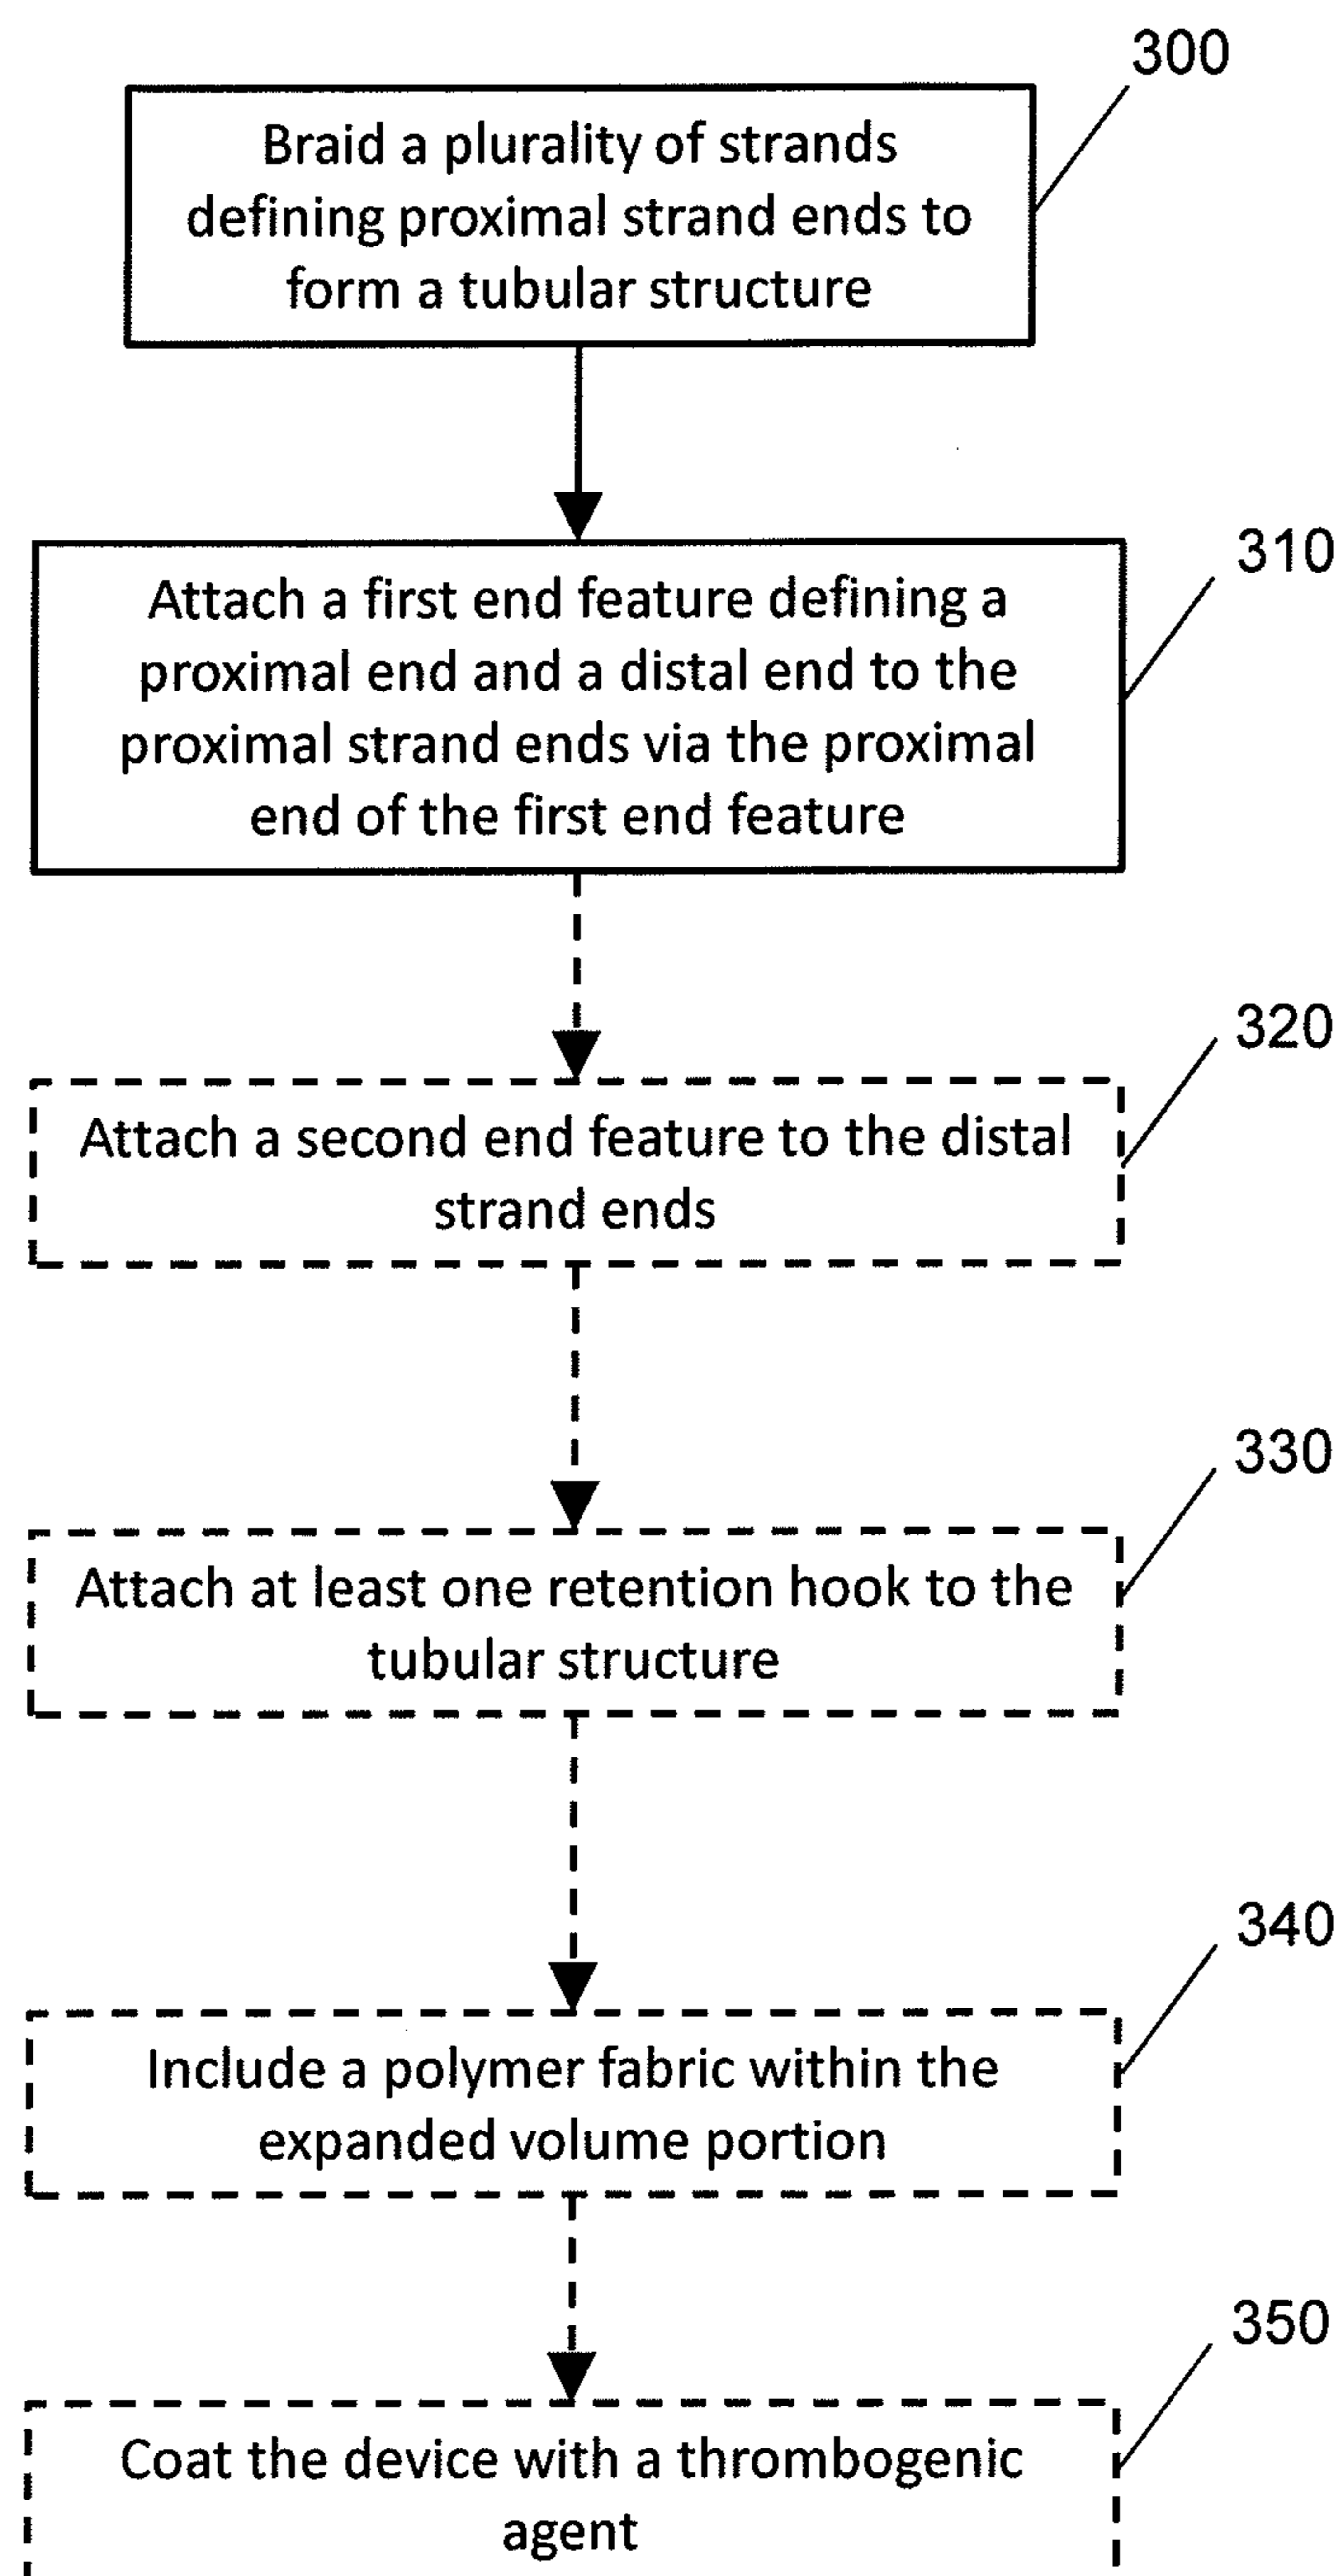 300
Braid a plurality of strands
defining proximal strand ends to
form a tubular structure
310
Attach a first end feature defining a
proximal end and a distal end to the
proximal strand ends via the proximal
end of the first end feature
320
Attach a second end feature to the distal
strand ends
330
Attach at least one retention hook to the
tubular structure
340
Include a polymer fabric within the
expanded volume portion
350
Coat the device with a thrombogenic
agent